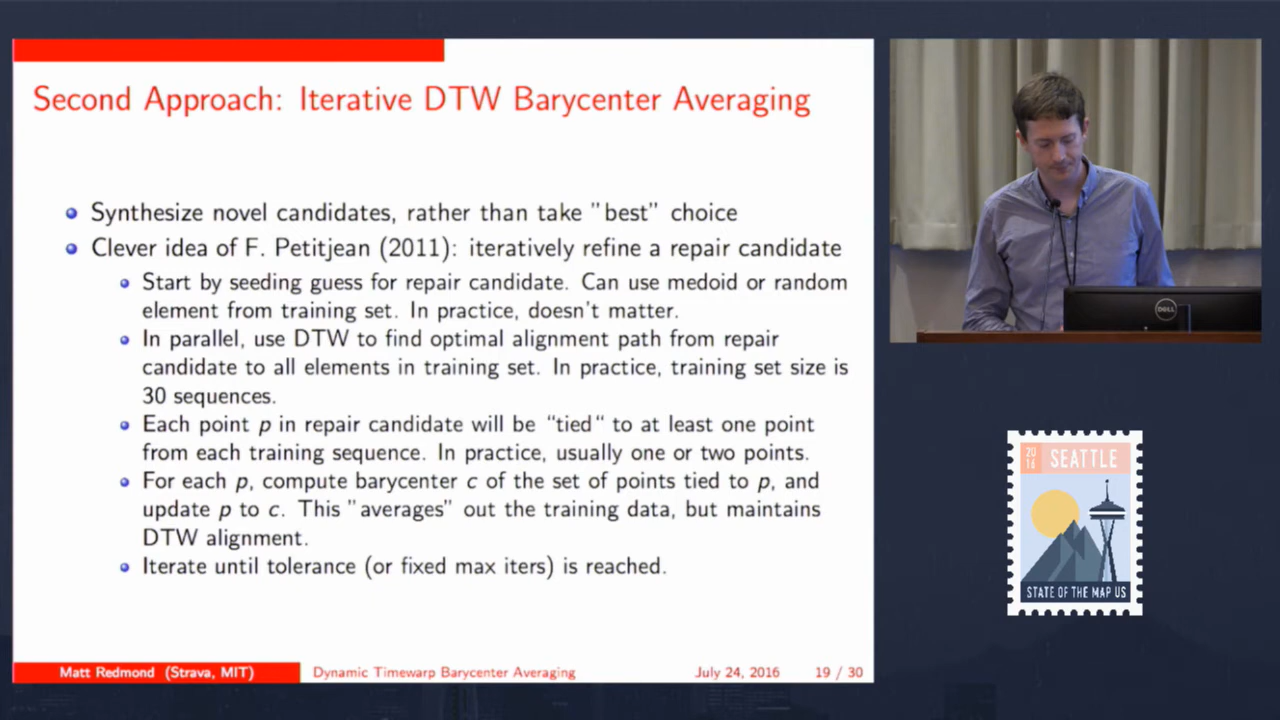 Second Approach: Iterative DTW Barycenter Averaging
Synthesize novel candidates, rather than take "best" choice
Clever idea of F. Petitjean (2011): iteratively refine a repair candidate
Start by seeding guess for repair candidate. Can use medoid or random
element from training set. In practice, doesn't matter.
In parallel, use DTW to find optimal alignment path from repair
candidate to all elements in training set. In practice, training set size is
30 sequences.
Each point p in repair candidate will be "tied" to at least one point
from each training sequence. In practice, usually one or two points.
For each p, compute barycenter c of the set of points tied to p, and
update p to c. This "averages" out the training data, but maintains
DTW alignment.
Iterate until tolerance (or fixed max iters) is reached.
Matt Redmond (Strava, MIT)
Dynamic Timewarp Barycenter Averaging
July 24, 2016
19 / 30
DELL
20
16
SEATTLE
STATE OF THE MAP US